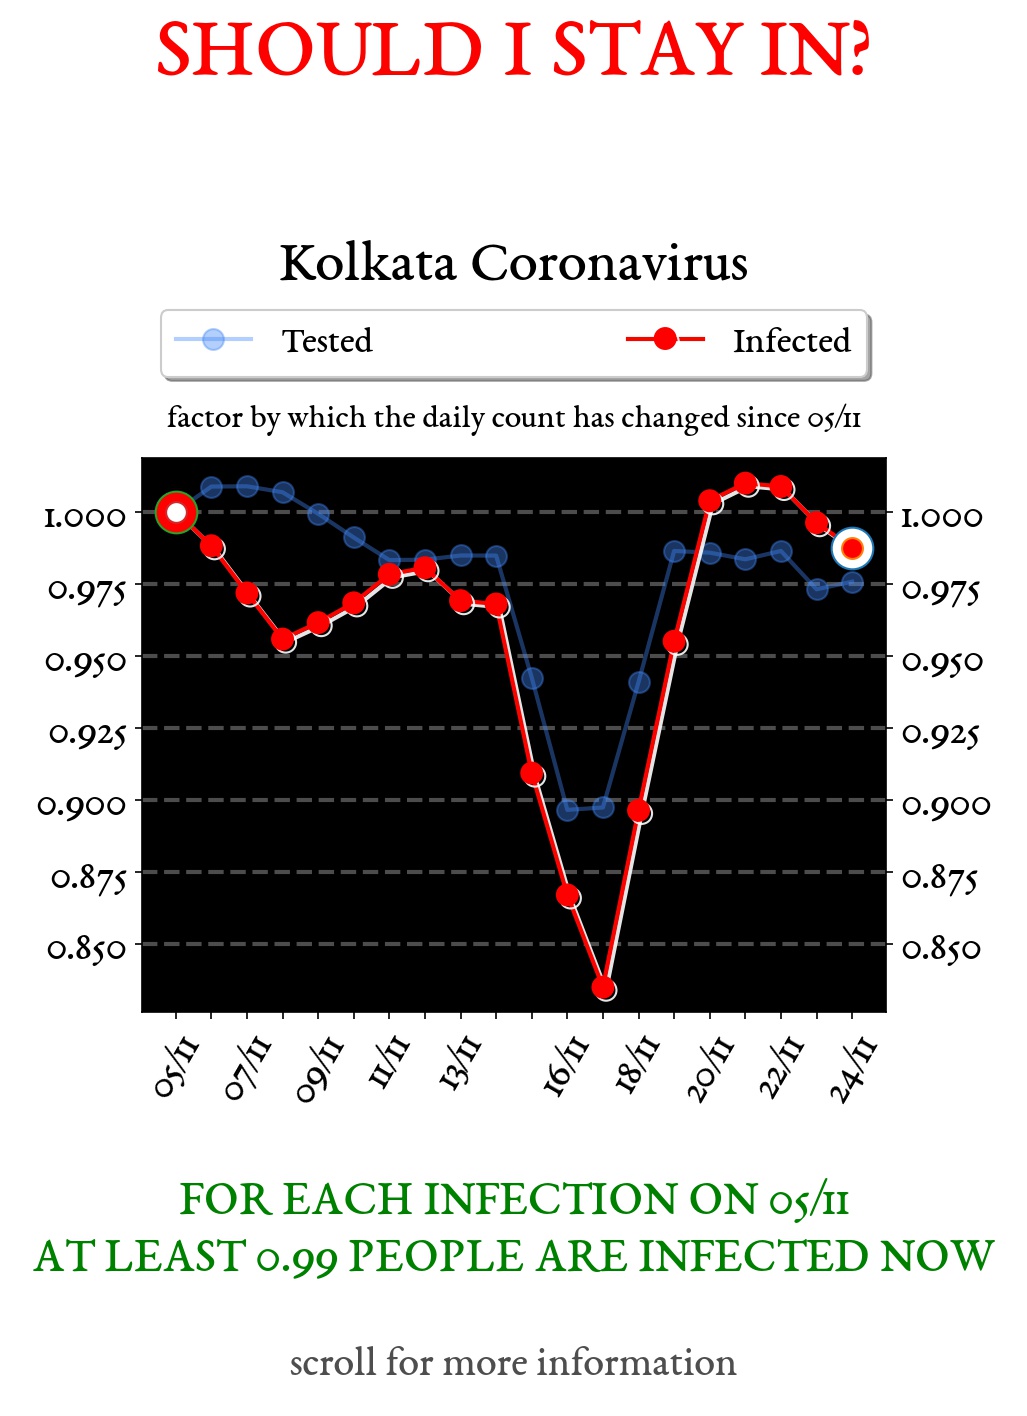 SHOULD I STAY IN?
Kolkata Coronavirus
Tested Infected
factor by which the daily count has changed since 05/11
1.000 1.000
0.975 0.975
0.950 0.950
0.925 0.925
0.900 0.900
0.875 0.875
0.850 0.850
05/11 07/11 09/11 11/11 13/11 16/11 18/11 20/11 22/11 24/11
FOR EACH INFECTION ON 05/11
AT LEAST 0.99 PEOPLE ARE INFECTED NOW
scroll for more information